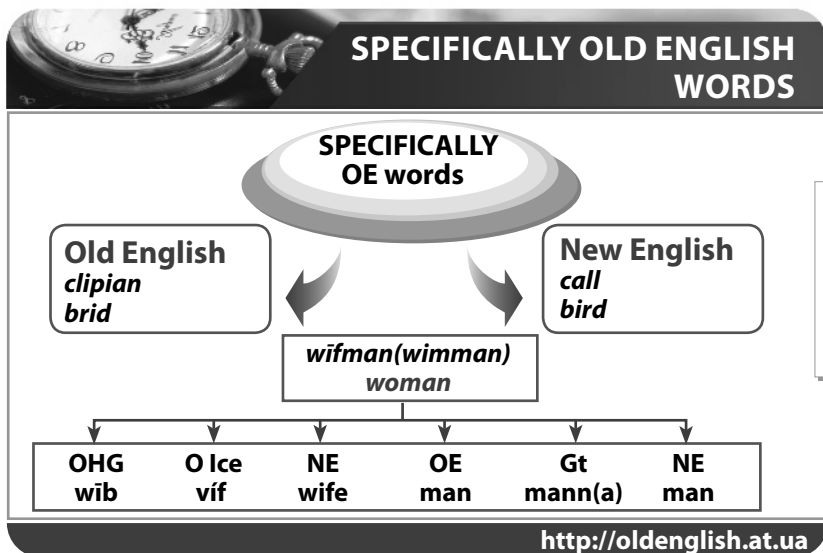 SPECIFICALLY OLD ENGLISH
WORDS
SPECIFICALLY
OE words
Old English
clipian
brid
New English
call
bird
wīfman(wimman)
woman
OHG
wīb
O Ice
víf
NE
wife
OE
man
Gt
mann(a)
NE
man
http://oldenglish.at.ua